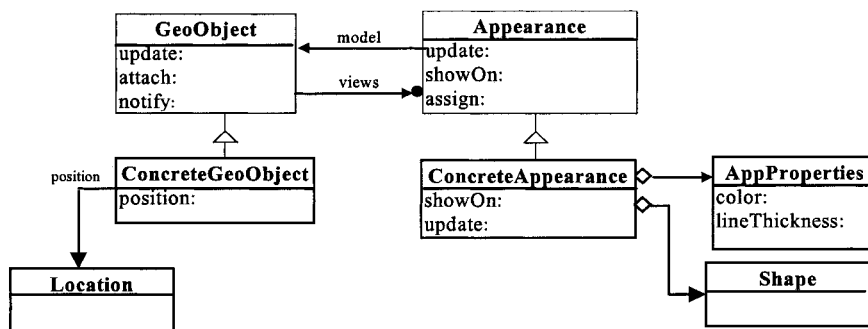 GeoObject
update:
attach:
notify:
model
views
Appearance
update:
showOn:
assign:
position
ConcreteGeoObject
position:
ConcreteAppearance
showOn:
update:
AppProperties
color:
lineThickness:
Location
Shape